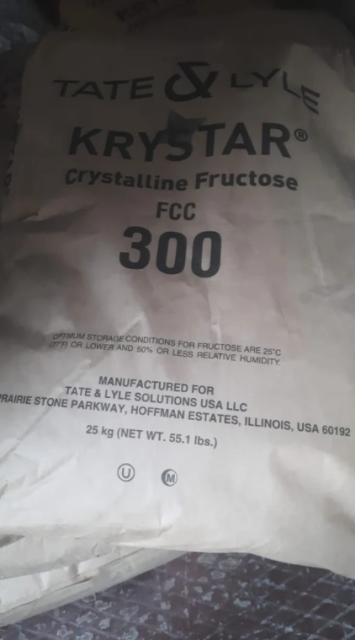 TATE & LYLE
KRYSTAR®
Crystalline Fructose
FCC
300
OPTIMUM STORAGE CONDITIONS FOR FRUCTOSE ARE 25°C
(77°F) OR LOWER AND 50% OR LESS RELATIVE HUMIDITY.
MANUFACTURED FOR
TATE & LYLE SOLUTIONS USA LLC
PRAIRIE STONE PARKWAY, HOFFMAN ESTATES, ILLINOIS, USA 60192
25 kg (NET WT. 55.1 lbs.)
U M